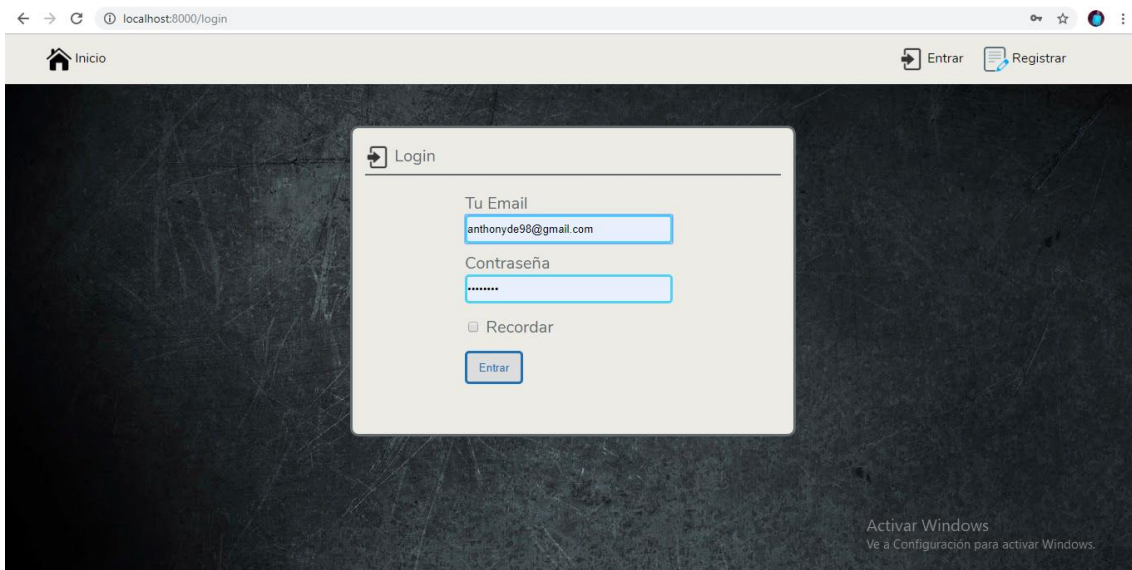 localhost:8000/login
Inicio
Entrar
Registrar
Login
Tu Email
anthonyde98@gmail.com
Contraseña
••••••••
Recordar
Entrar
Activar Windows
Ve a Configuración para activar Windows.